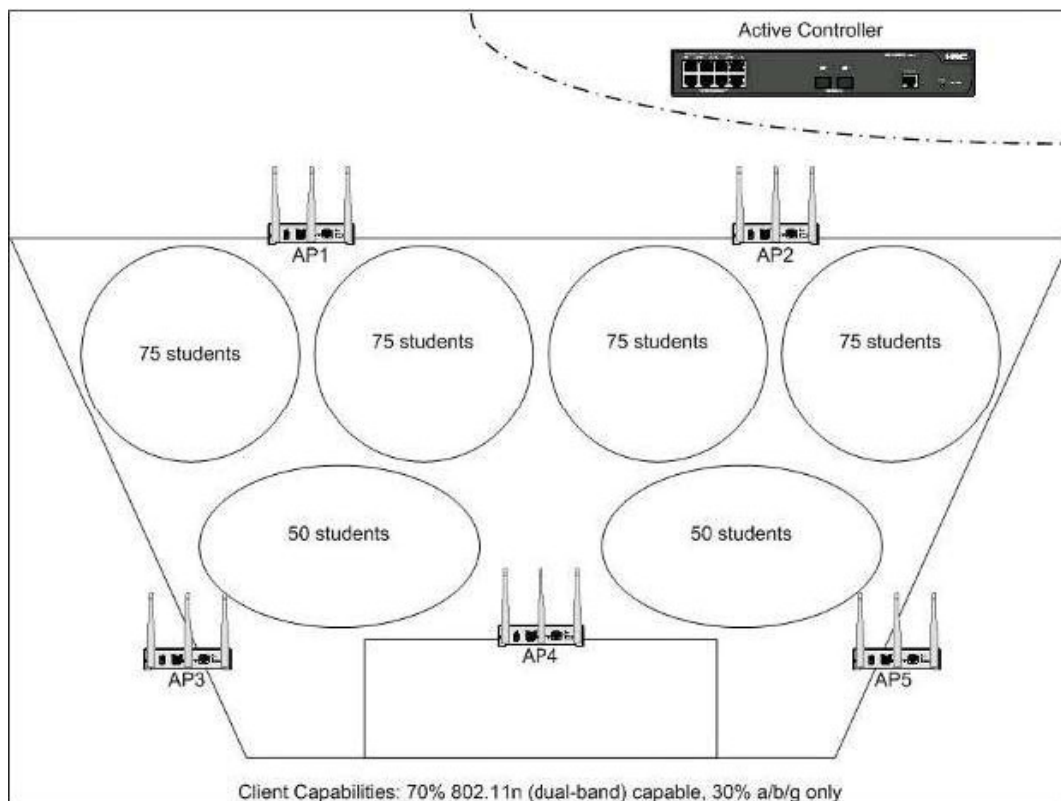 Active Controller
H3C
AP1
AP2
75 students
75 students
75 students
75 students
50 students
50 students
AP3
AP4
AP5
Client Capabilities: 70% 802.11n (dual-band) capable, 30% a/b/g only